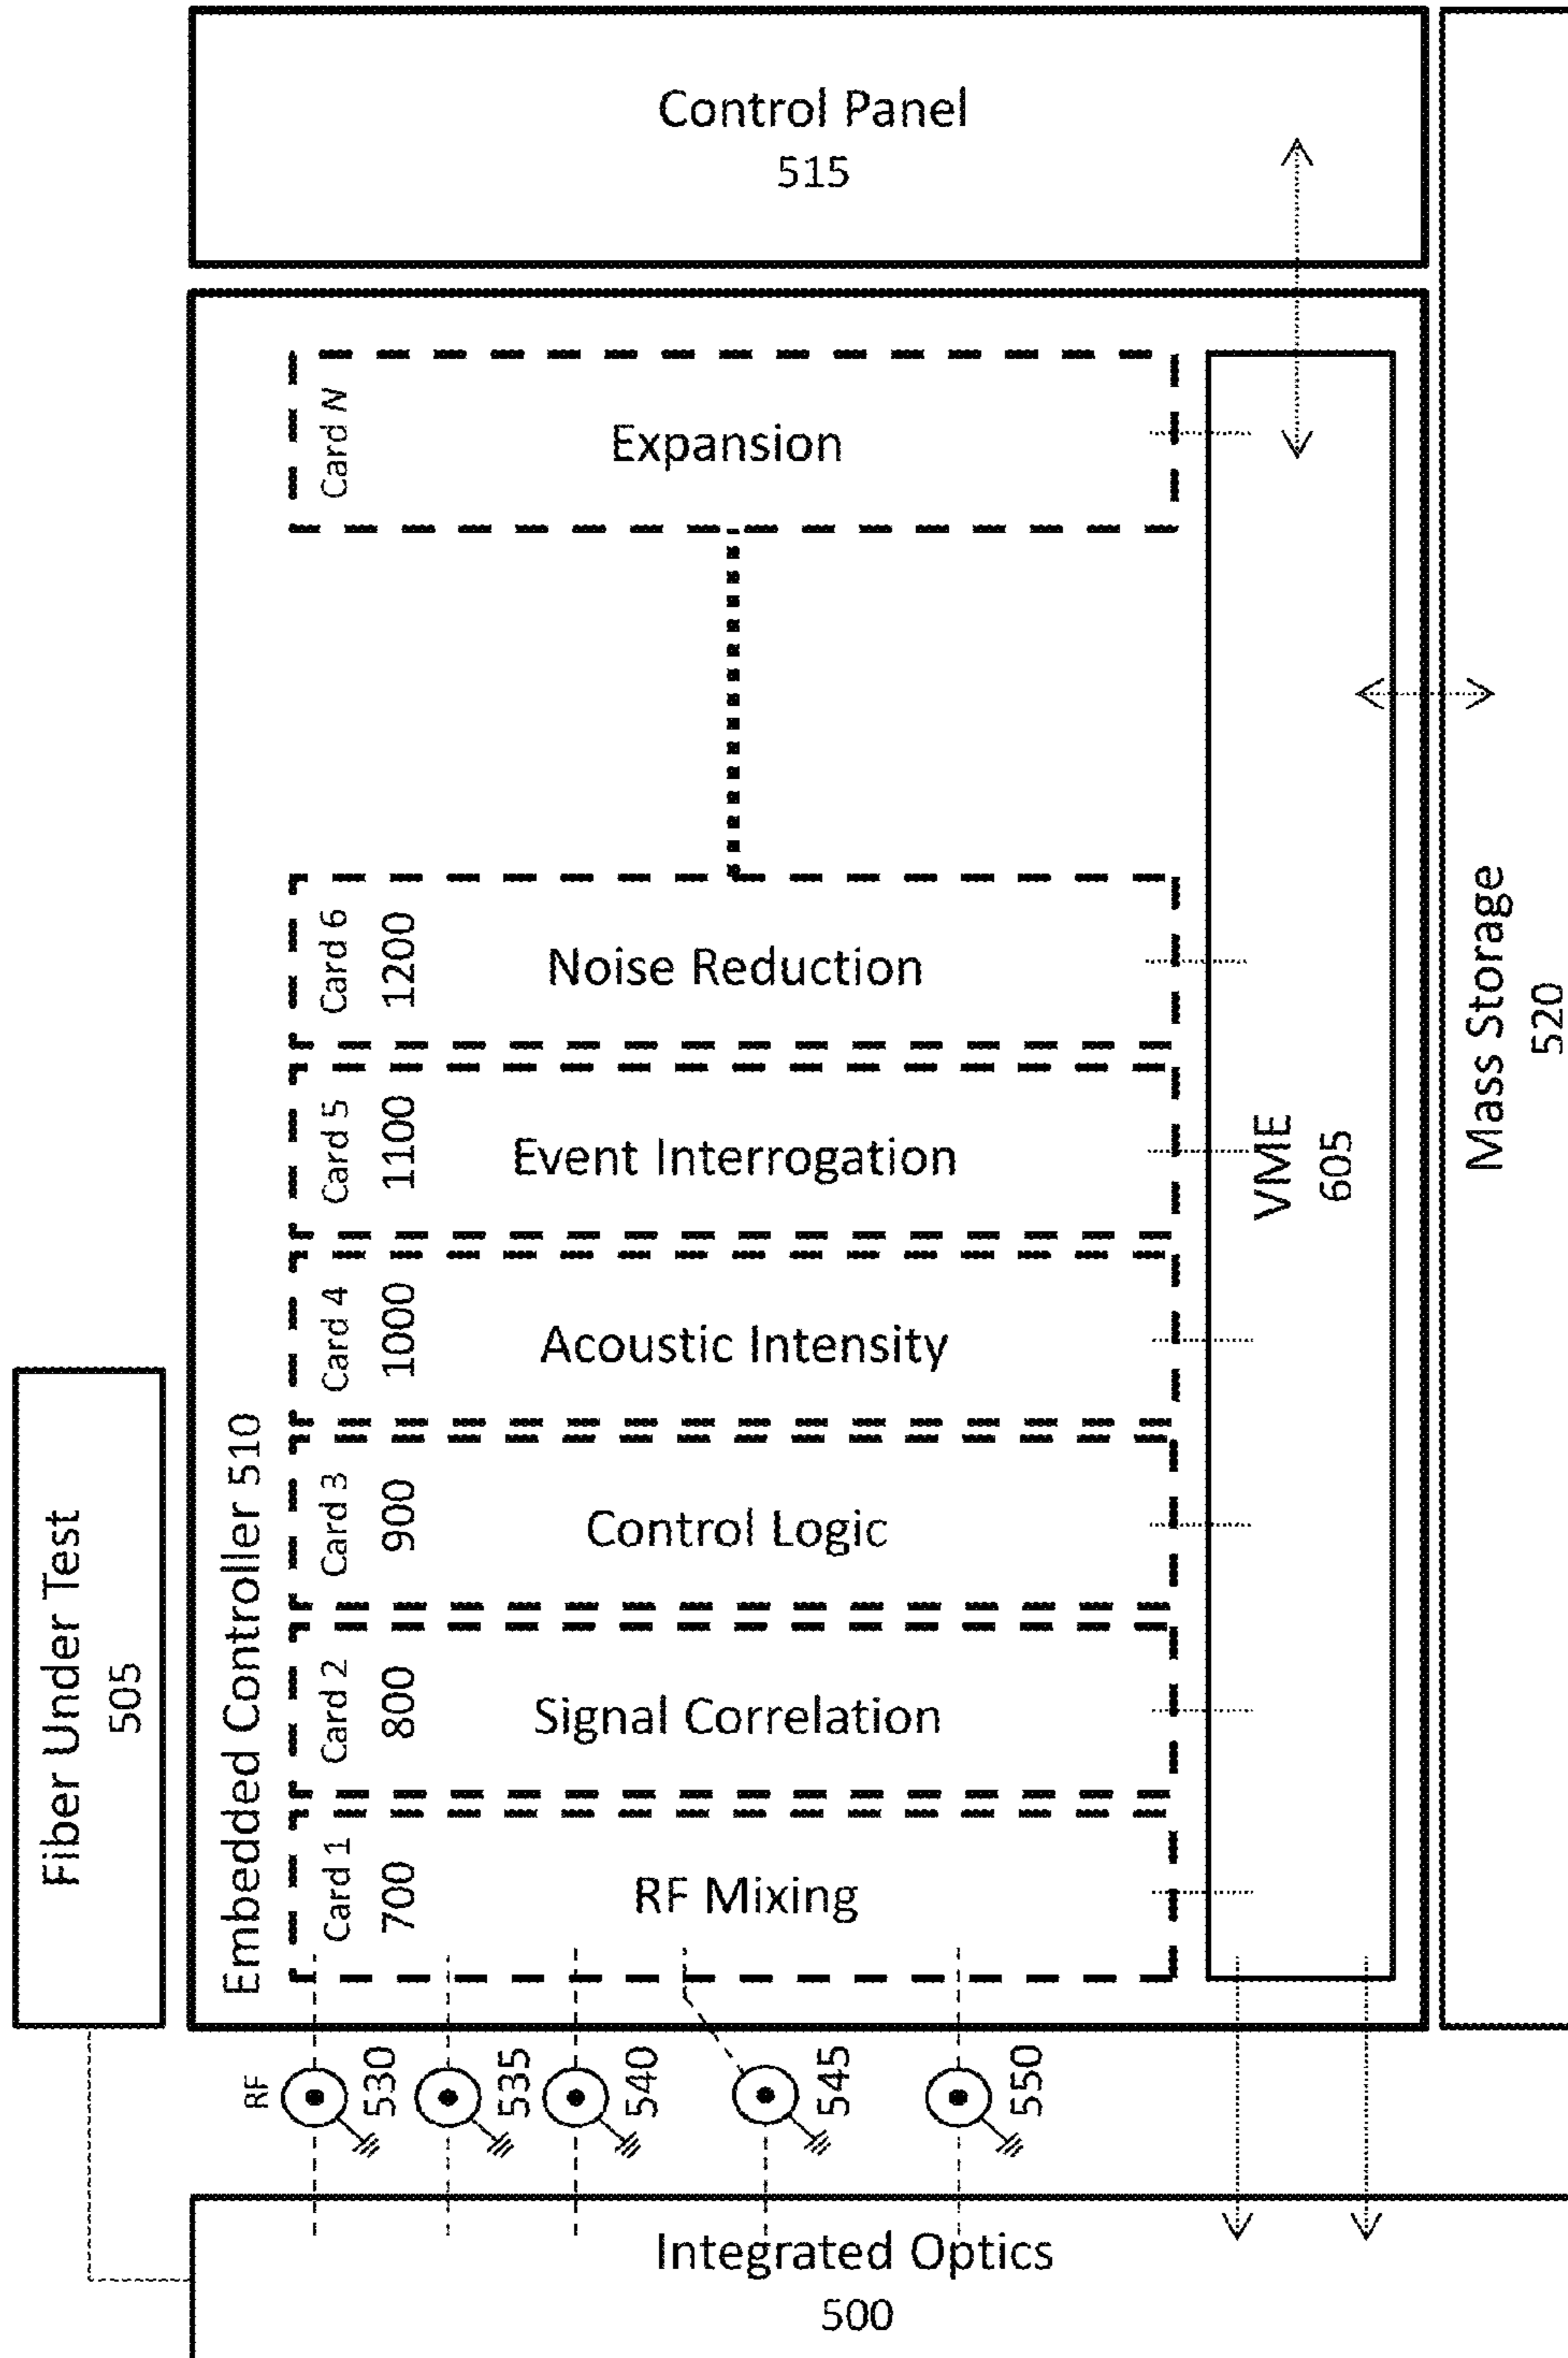 Control Panel
515
Card N
Expansion
Card 6
1200
Noise Reduction
Card 5
1100
Event Interrogation
Card 4
1000
Acoustic Intensity
Card 3
900
Control Logic
Card 2
800
Signal Correlation
Card 1
700
RF Mixing
VME
605
Mass Storage
520
Fiber Under Test
505
Embedded Controller 510
RF
530
535
540
545
550
Integrated Optics
500